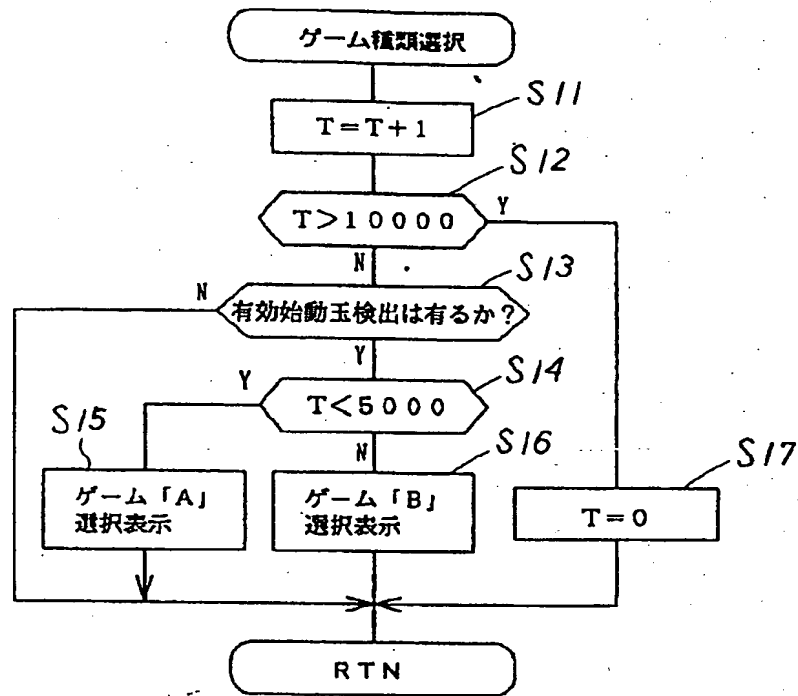 ゲーム種類選択
S11
T=T+1
S12
T>10000
Y
N
S13
N
有効始動玉検出は有るか?
Y
S14
Y
T<5000
S15
N
S16
S17
ゲーム「A」
選択表示
ゲーム「B」
選択表示
T=0
RTN